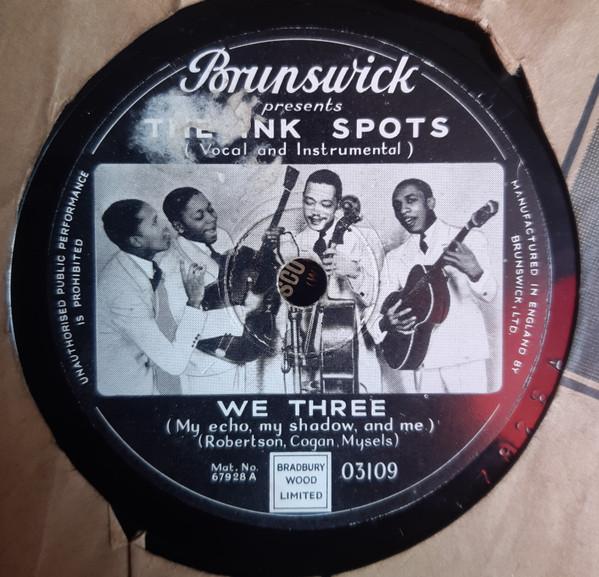 Brunswick
presents
THE INK SPOTS
(Vocal and Instrumental)
UNAUTHORISED PUBLIC PERFORMANCE
IS PROHIBITED
MANUFACTURED IN ENGLAND BY
BRUNSWICK, LTD.
WE THREE
(My echo, my shadow, and me)
(Robertson, Cogan, Mysels)
Mat. No.
67928A
BRADBURY
WOOD
LIMITED
03109